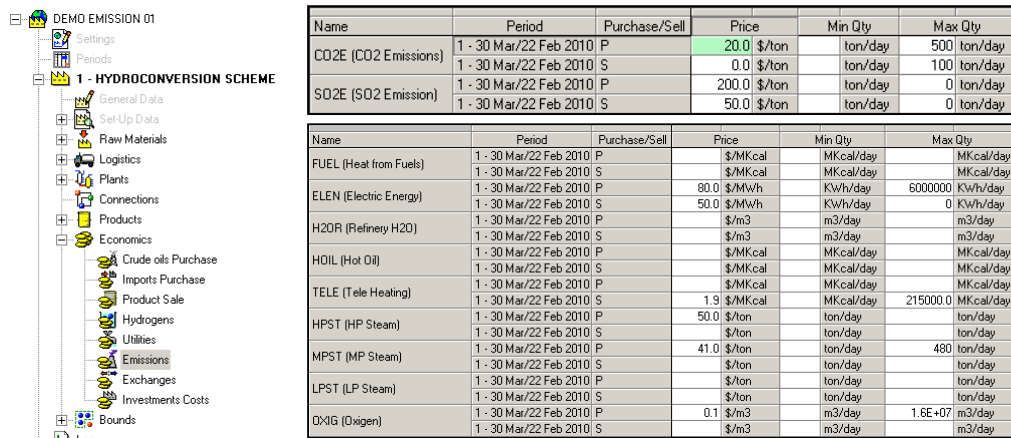 DEMO EMISSION 01
Settings
Periods
1 - HYDROCONVERSION SCHEME
General Data
Set-Up Data
Raw Materials
Logistics
Plants
Connections
Products
Economics
Crude oils Purchase
Imports Purchase
Product Sale
Hydrogens
Utilities
Emissions
Exchanges
Investments Costs
Bounds
Name Period Purchase/Sell Price Min Qty Max Qty
CO2E (CO2 Emissions) 1 - 30 Mar/22 Feb 2010 P 20.0 $/ton ton/day 500 ton/day
1 - 30 Mar/22 Feb 2010 S 0.0 $/ton ton/day 100 ton/day
SO2E (SO2 Emission) 1 - 30 Mar/22 Feb 2010 P 200.0 $/ton ton/day 0 ton/day
1 - 30 Mar/22 Feb 2010 S 50.0 $/ton ton/day 0 ton/day
Name Period Purchase/Sell Price Min Qty Max Qty
FUEL (Heat from Fuels) 1 - 30 Mar/22 Feb 2010 P $/MKcal MKcal/day MKcal/day
1 - 30 Mar/22 Feb 2010 S $/MKcal MKcal/day MKcal/day
ELEN (Electric Energy) 1 - 30 Mar/22 Feb 2010 P 80.0 $/MWh KWh/day 6000000 KWh/day
1 - 30 Mar/22 Feb 2010 S 50.0 $/MWh KWh/day 0 KWh/day
H2OR (Refinery H2O) 1 - 30 Mar/22 Feb 2010 P $/m3 m3/day m3/day
1 - 30 Mar/22 Feb 2010 S $/m3 m3/day m3/day
HOIL (Hot Oil) 1 - 30 Mar/22 Feb 2010 P $/MKcal MKcal/day MKcal/day
1 - 30 Mar/22 Feb 2010 S $/MKcal MKcal/day MKcal/day
TELE (Tele Heating) 1 - 30 Mar/22 Feb 2010 P $/MKcal MKcal/day MKcal/day
1 - 30 Mar/22 Feb 2010 S 1.9 $/MKcal MKcal/day 215000.0 MKcal/day
HPST (HP Steam) 1 - 30 Mar/22 Feb 2010 P 50.0 $/ton ton/day ton/day
1 - 30 Mar/22 Feb 2010 S $/ton ton/day ton/day
MPST (MP Steam) 1 - 30 Mar/22 Feb 2010 P 41.0 $/ton ton/day 480 ton/day
1 - 30 Mar/22 Feb 2010 S $/ton ton/day ton/day
LPST (LP Steam) 1 - 30 Mar/22 Feb 2010 P $/ton ton/day ton/day
1 - 30 Mar/22 Feb 2010 S $/ton ton/day ton/day
OXIG (Oxigen) 1 - 30 Mar/22 Feb 2010 P 0.1 $/m3 m3/day 1.6E+07 m3/day
1 - 30 Mar/22 Feb 2010 S $/m3 m3/day m3/day